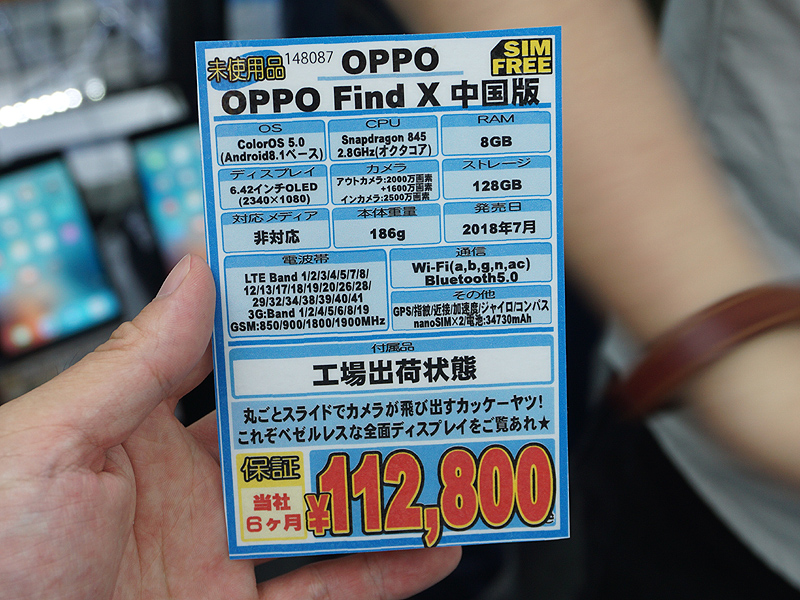 未使用品 148087 OPPO SIM FREE
OPPO Find X 中国版
OS
ColorOS 5.0
(Android8.1ベース)
CPU
Snapdragon 845
2.8GHz(オクタコア)
RAM
8GB
ディスプレイ
6.42インチOLED
(2340×1080)
カメラ
アウトカメラ:2000万画素
+1600万画素
インカメラ:2500万画素
ストレージ
128GB
対応メディア
非対応
本体重量
186g
発売日
2018年7月
電波帯
LTE Band 1/2/3/4/5/7/8/
12/13/17/18/19/20/26/28/
29/32/34/38/39/40/41
3G:Band 1/2/4/5/6/8/19
GSM:850/900/1800/1900MHz
通信
Wi-Fi(a,b,g,n,ac)
Bluetooth5.0
その他
GPS/指紋/近接/加速度/ジャイロ/コンパス
nanoSIM×2/電池:34730mAh
付属品
工場出荷状態
丸ごとスライドでカメラが飛び出すカッケーヤツ!
これぞベゼルレスな全面ディスプレイをご覧あれ★
保証
当社
6ヶ月
¥112,800